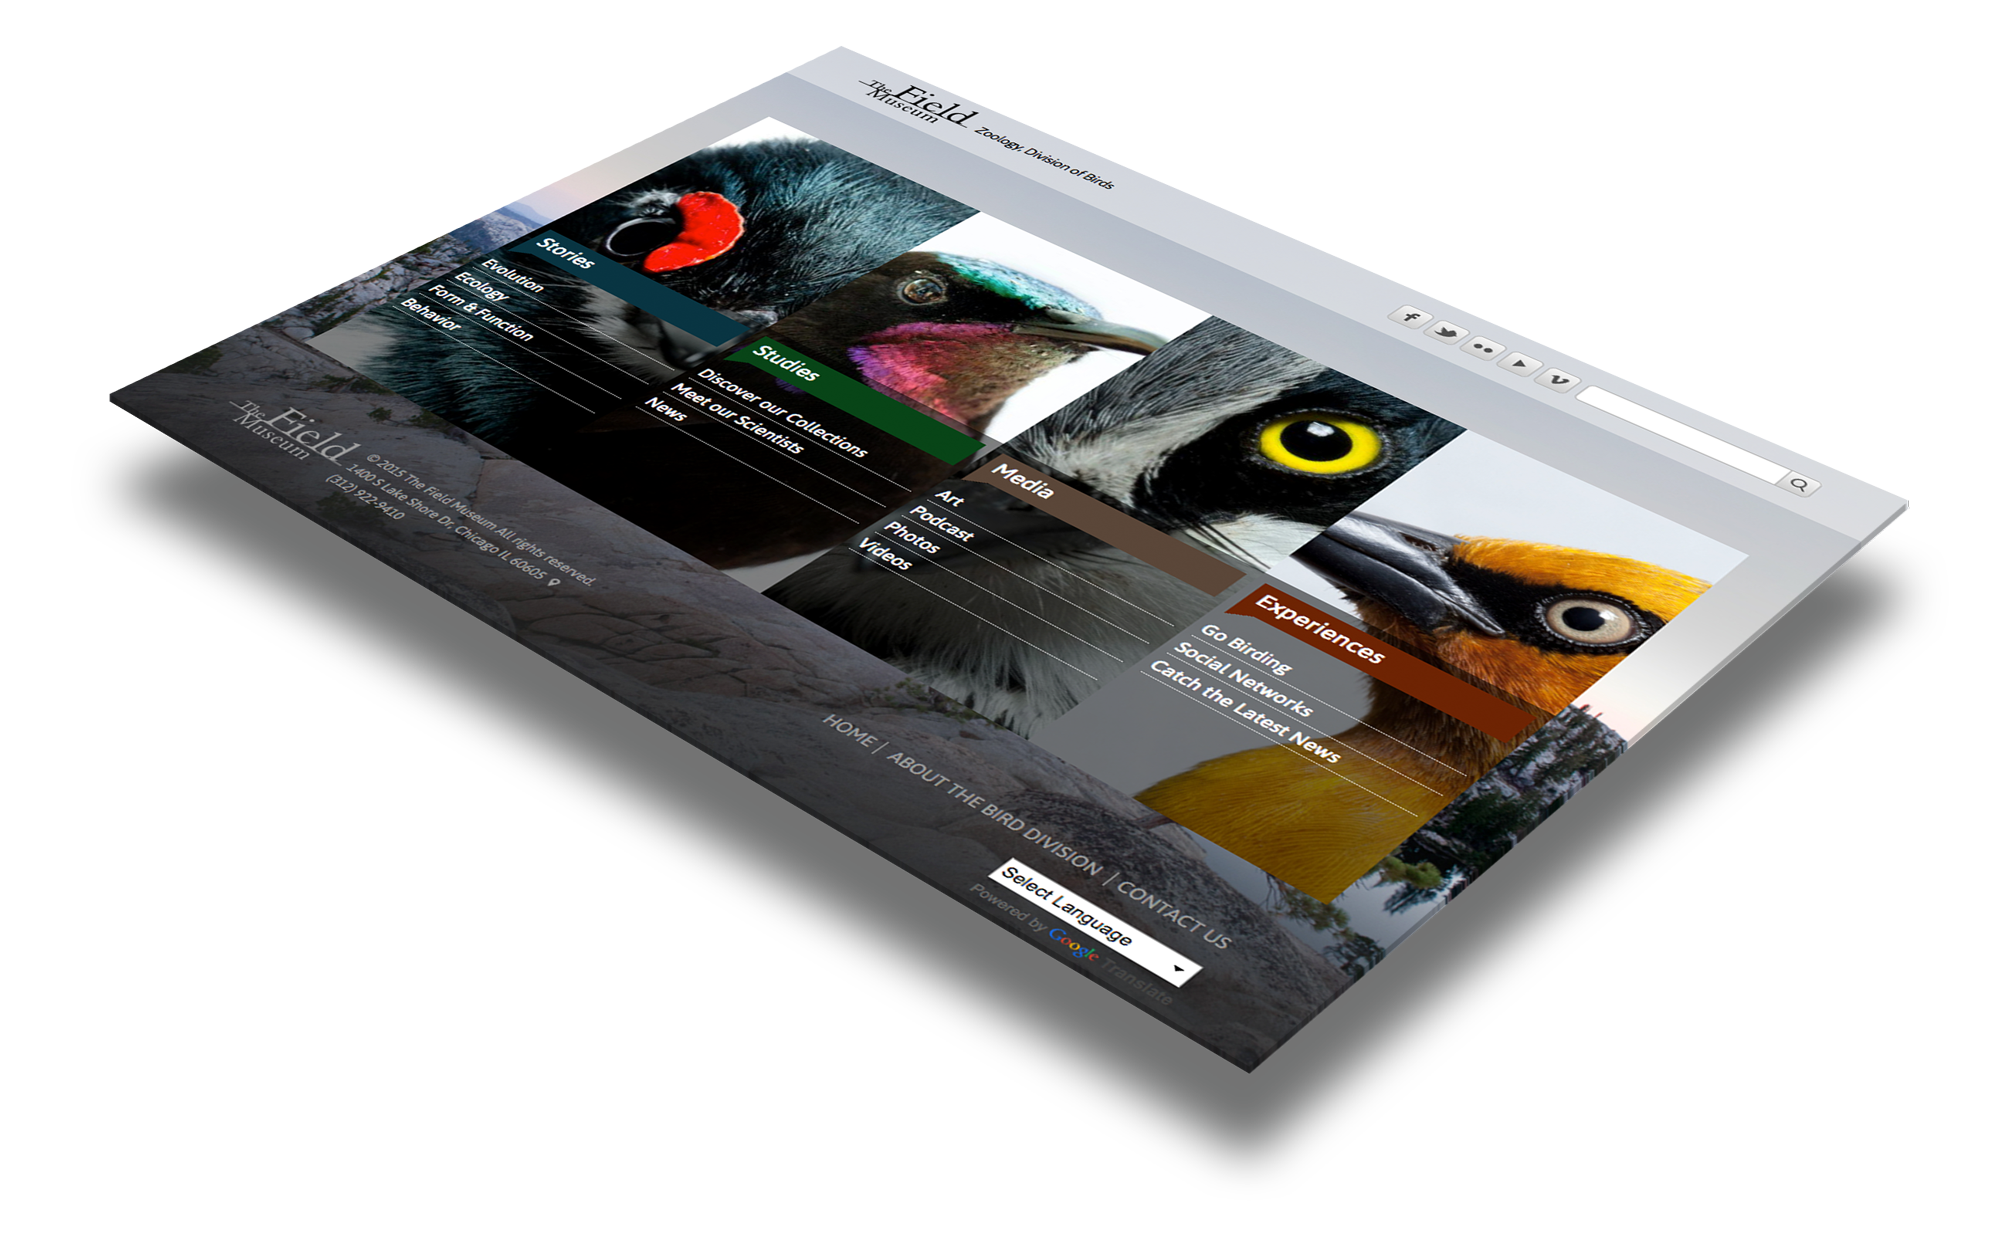 The Field
Museum
Zoology, Division of Birds
Stories
Evolution
Ecology
Form & Function
Behavior
Studies
Discover our Collections
Meet our Scientists
News
Media
Art
Podcast
Photos
Videos
Experiences
Go Birding
Social Networks
Catch the Latest News
The Field
Museum
© 2015 The Field Museum All rights reserved.
1400 S Lake Shore Dr, Chicago IL 60605
(312) 922-9410
HOME | ABOUT THE BIRD DIVISION | CONTACT US
Select Language
Powered by Google Translate